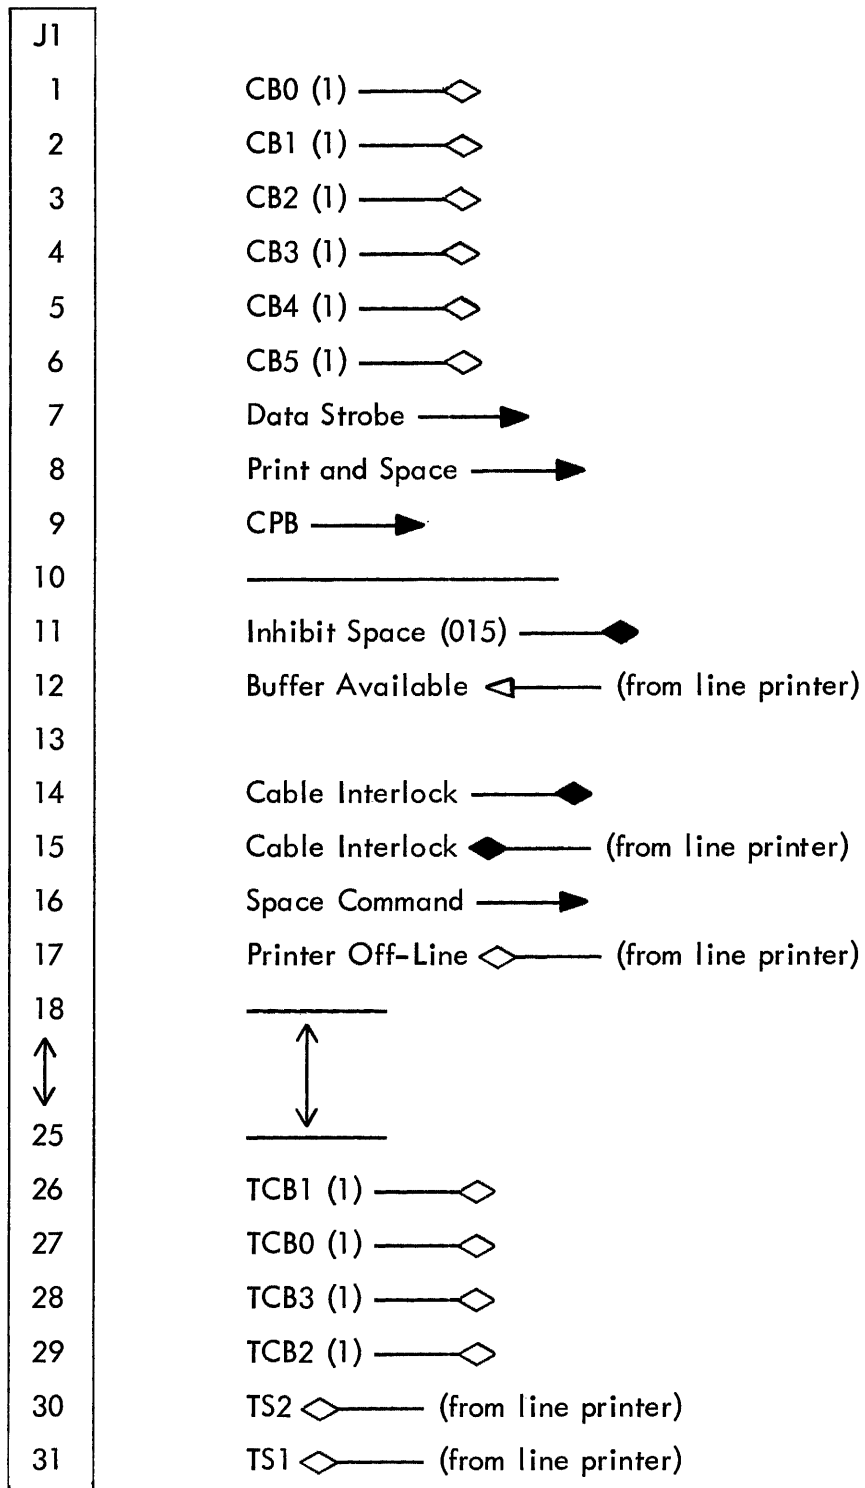 J1
1 CB0 (1)
2 CB1 (1)
3 CB2 (1)
4 CB3 (1)
5 CB4 (1)
6 CB5 (1)
7 Data Strobe
8 Print and Space
9 CPB
10
11 Inhibit Space (015)
12 Buffer Available (from line printer)
13
14 Cable Interlock
15 Cable Interlock (from line printer)
16 Space Command
17 Printer Off-Line (from line printer)
18
25
26 TCB1 (1)
27 TCB0 (1)
28 TCB3 (1)
29 TCB2 (1)
30 TS2 (from line printer)
31 TS1 (from line printer)